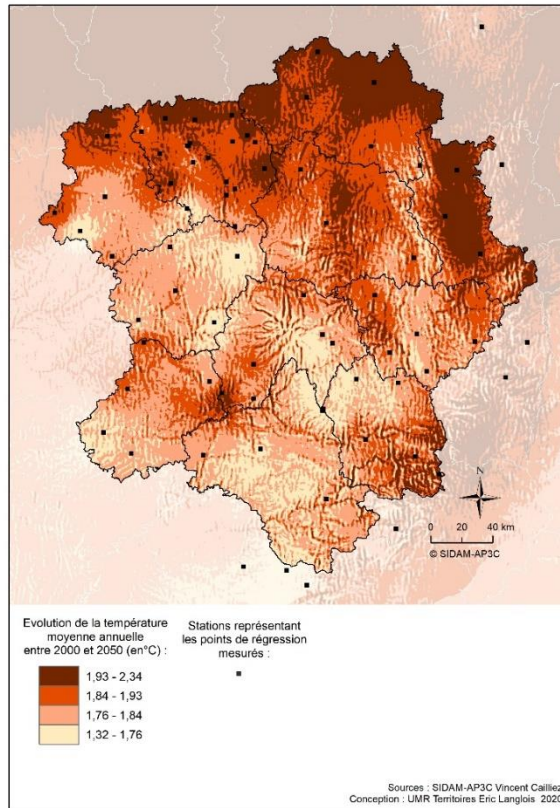 N
0 20 40 km
© SIDAM-AP3C
Evolution de la température
moyenne annuelle
entre 2000 et 2050 (en°C) :
1,93 - 2,34
1,84 - 1,93
1,76 - 1,84
1,32 - 1,76
Stations représentant
les points de régression
mesurés :
Sources : SIDAM-AP3C Vincent Cailliez
Conception : UMR Territoires Eric Langlois 2020